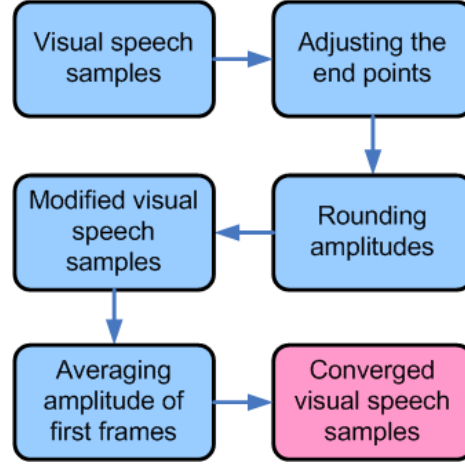 Visual speech
samples
Adjusting the
end points
Modified visual
speech
samples
Rounding
amplitudes
Averaging
amplitude of
first frames
Converged
visual speech
samples